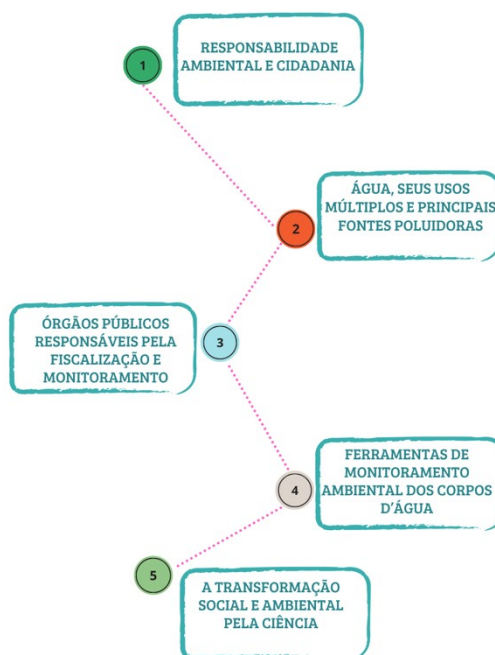 1
RESPONSABILIDADE
AMBIENTAL E CIDADANIA
2
ÁGUA, SEUS USOS
MÚLTIPLOS E PRINCIPAIS
FONTES POLUIDORAS
3
ÓRGÃOS PÚBLICOS
RESPONSÁVEIS PELA
FISCALIZAÇÃO E
MONITORAMENTO
4
FERRAMENTAS DE
MONITORAMENTO
AMBIENTAL DOS CORPOS
D'ÁGUA
5
A TRANSFORMAÇÃO
SOCIAL E AMBIENTAL
PELA CIÊNCIA